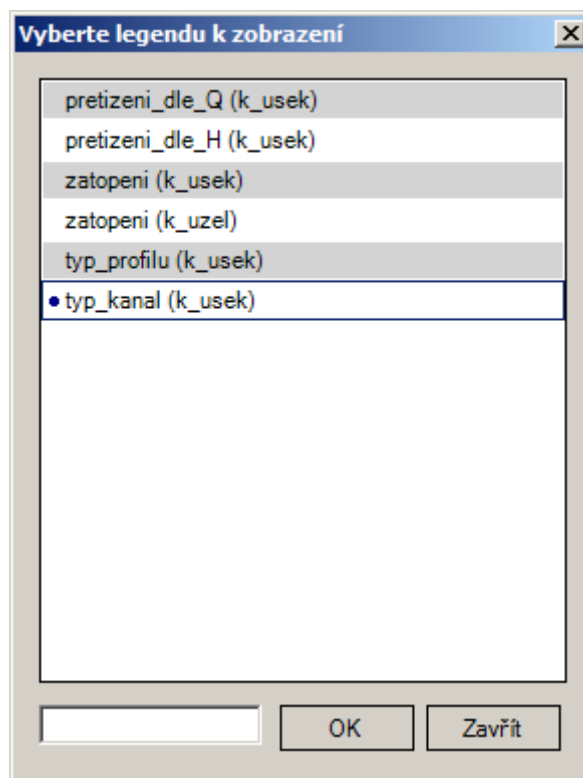 Vyberte legendu k zobrazení
pretizeni_dle_Q (k_usek)
pretizeni_dle_H (k_usek)
zatopeni (k_usek)
zatopeni (k_uzel)
typ_profilu (k_usek)
typ_kanal (k_usek)
OK
Zavřít